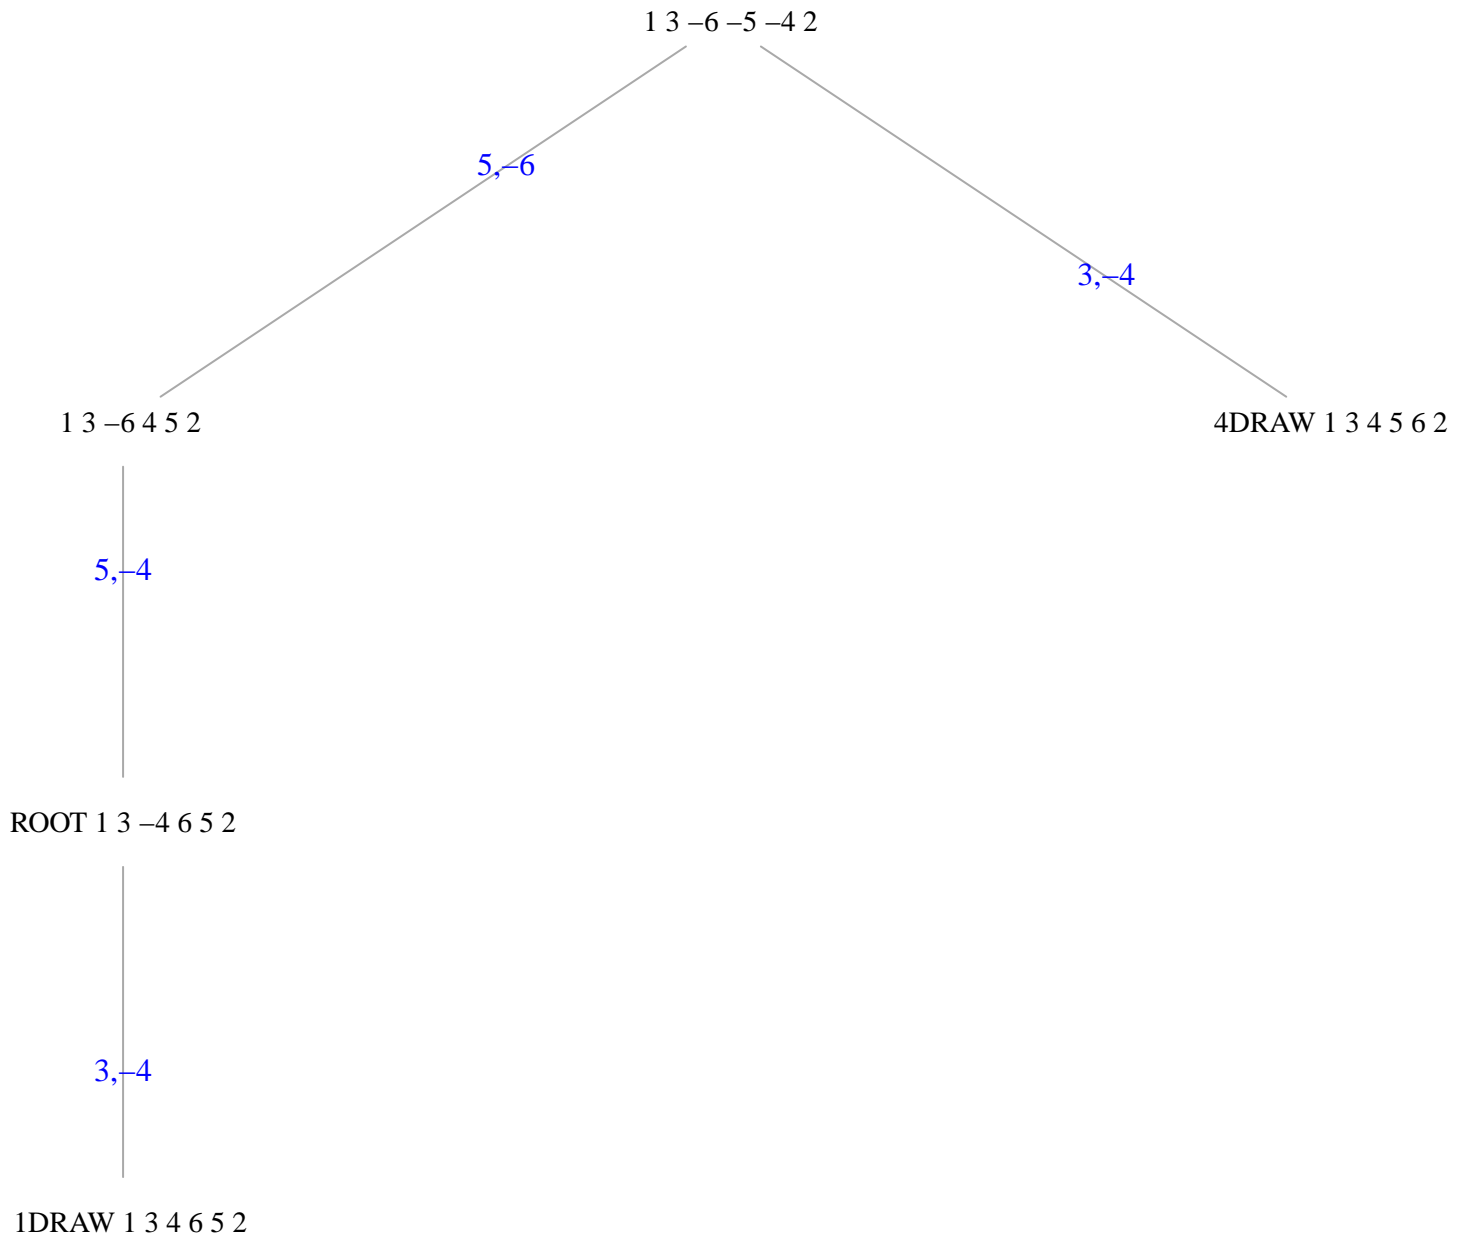 1 3 –6 –5 –4 2
5,–6
3,–4
1 3 –6 4 5 2
4DRAW 1 3 4 5 6 2
5,–4
ROOT 1 3 –4 6 5 2
3,–4
1DRAW 1 3 4 6 5 2